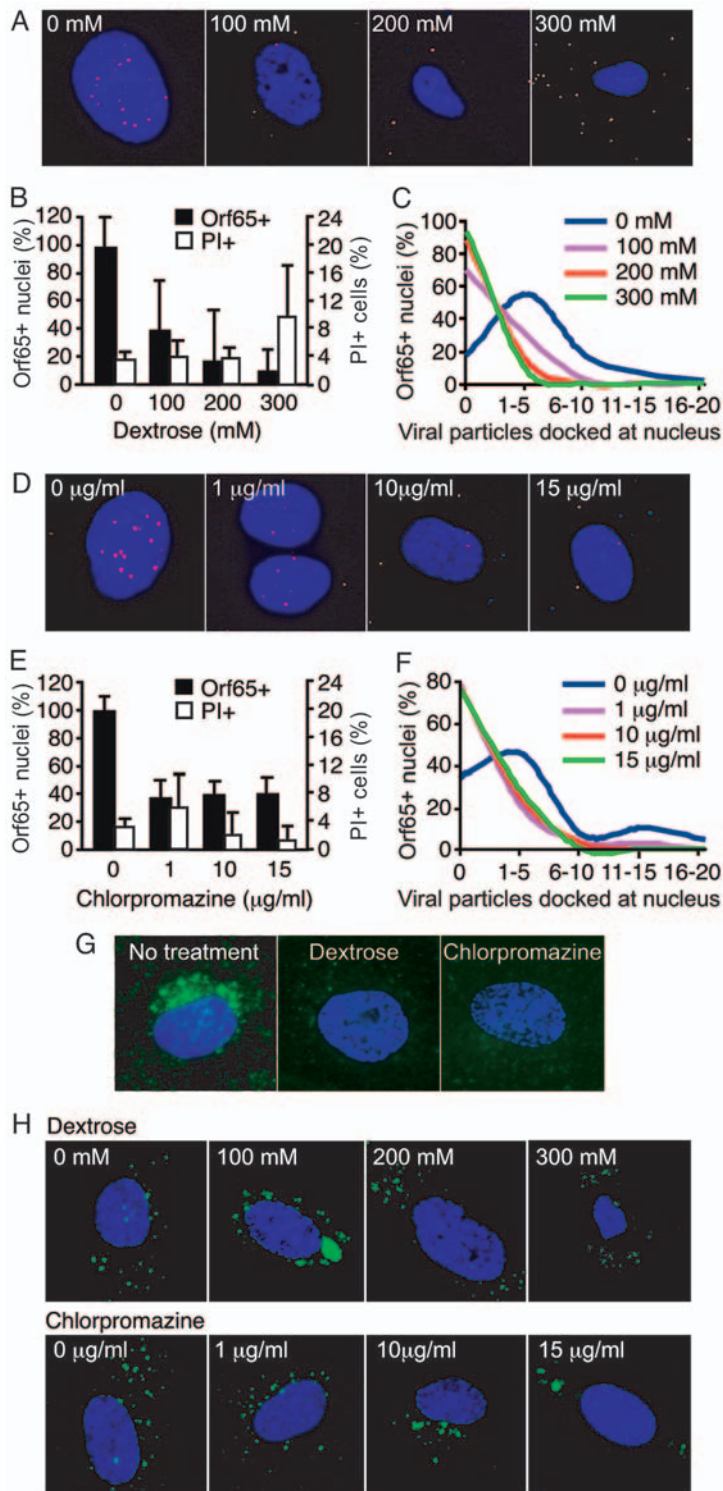 A
0 mM
100 mM
200 mM
300 mM
B
Orf65+ nuclei (%)
120
100
80
60
40
20
0
Orf65+
PI+
24
20
16
12
8
4
0
PI+ cells (%)
0
100
200
300
Dextrose (mM)
C
Orf65+ nuclei (%)
100
80
60
40
20
0
0 mM
100 mM
200 mM
300 mM
0
1-5
6-10
11-15
16-20
Viral particles docked at nucleus
D
0 µg/ml
1 µg/ml
10µg/ml
15 µg/ml
E
Orf65+ nuclei (%)
120
100
80
60
40
20
0
Orf65+
PI+
24
20
16
12
8
4
0
PI+ cells (%)
0
1
10
15
Chlorpromazine (µg/ml)
F
Orf65+ nuclei (%)
80
60
40
20
0
0 µg/ml
1 µg/ml
10 µg/ml
15 µg/ml
0
1-5
6-10
11-15
16-20
Viral particles docked at nucleus
G
No treatment
Dextrose
Chlorpromazine
H
Dextrose
0 mM
100 mM
200 mM
300 mM
Chlorpromazine
0 µg/ml
1 µg/ml
10µg/ml
15 µg/ml